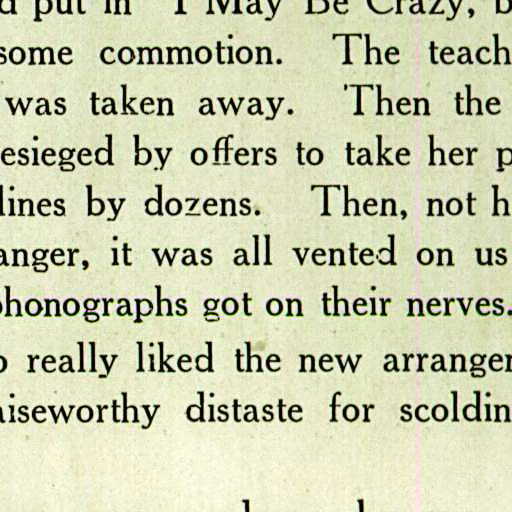 d put in "I May Be Crazy, b
some commotion. The teach
was taken away. Then the
esieged by offers to take her p
lines by dozens. Then, not h
anger, it was all vented on us
phonographs got on their nerves.
o really liked the new arranger
aiseworthy distaste for scoldin